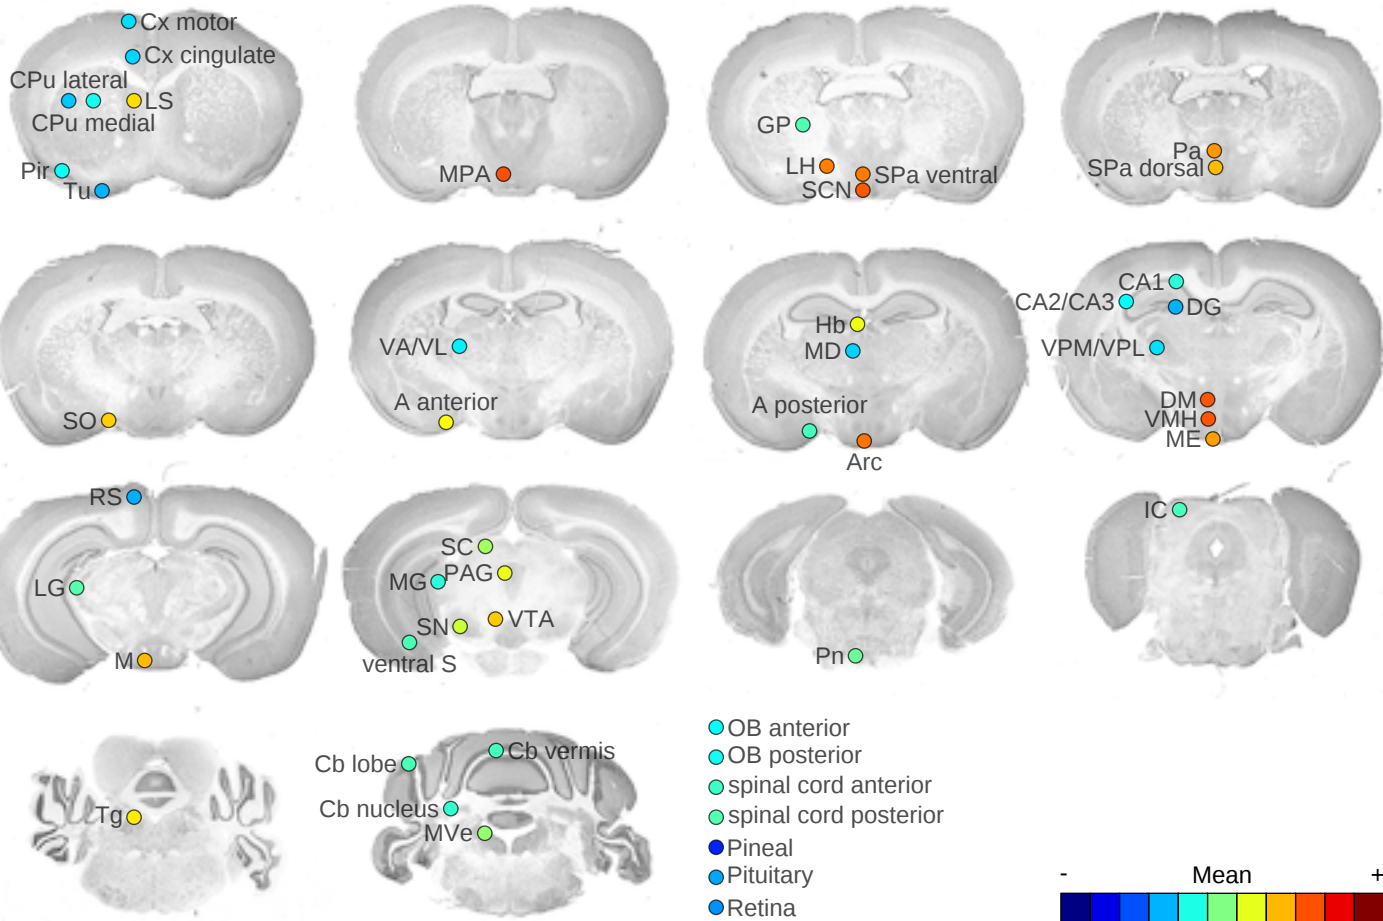 Cx motor
Cx cingulate
CPu lateral
LS
CPu medial
Pir
Tu
MPA
GP
LH
SPa ventral
SCN
Pa
SPa dorsal
SO
VA/VL
A anterior
Hb
MD
A posterior
Arc
CA1
CA2/CA3
DG
VPM/VPL
DM
VMH
ME
RS
LG
M
SC
MG
PAG
SN
VTA
ventral S
Pn
IC
Tg
Cb lobe
Cb vermis
Cb nucleus
MVe
OB anterior
OB posterior
spinal cord anterior
spinal cord posterior
Pineal
Pituitary
Retina
- Mean +